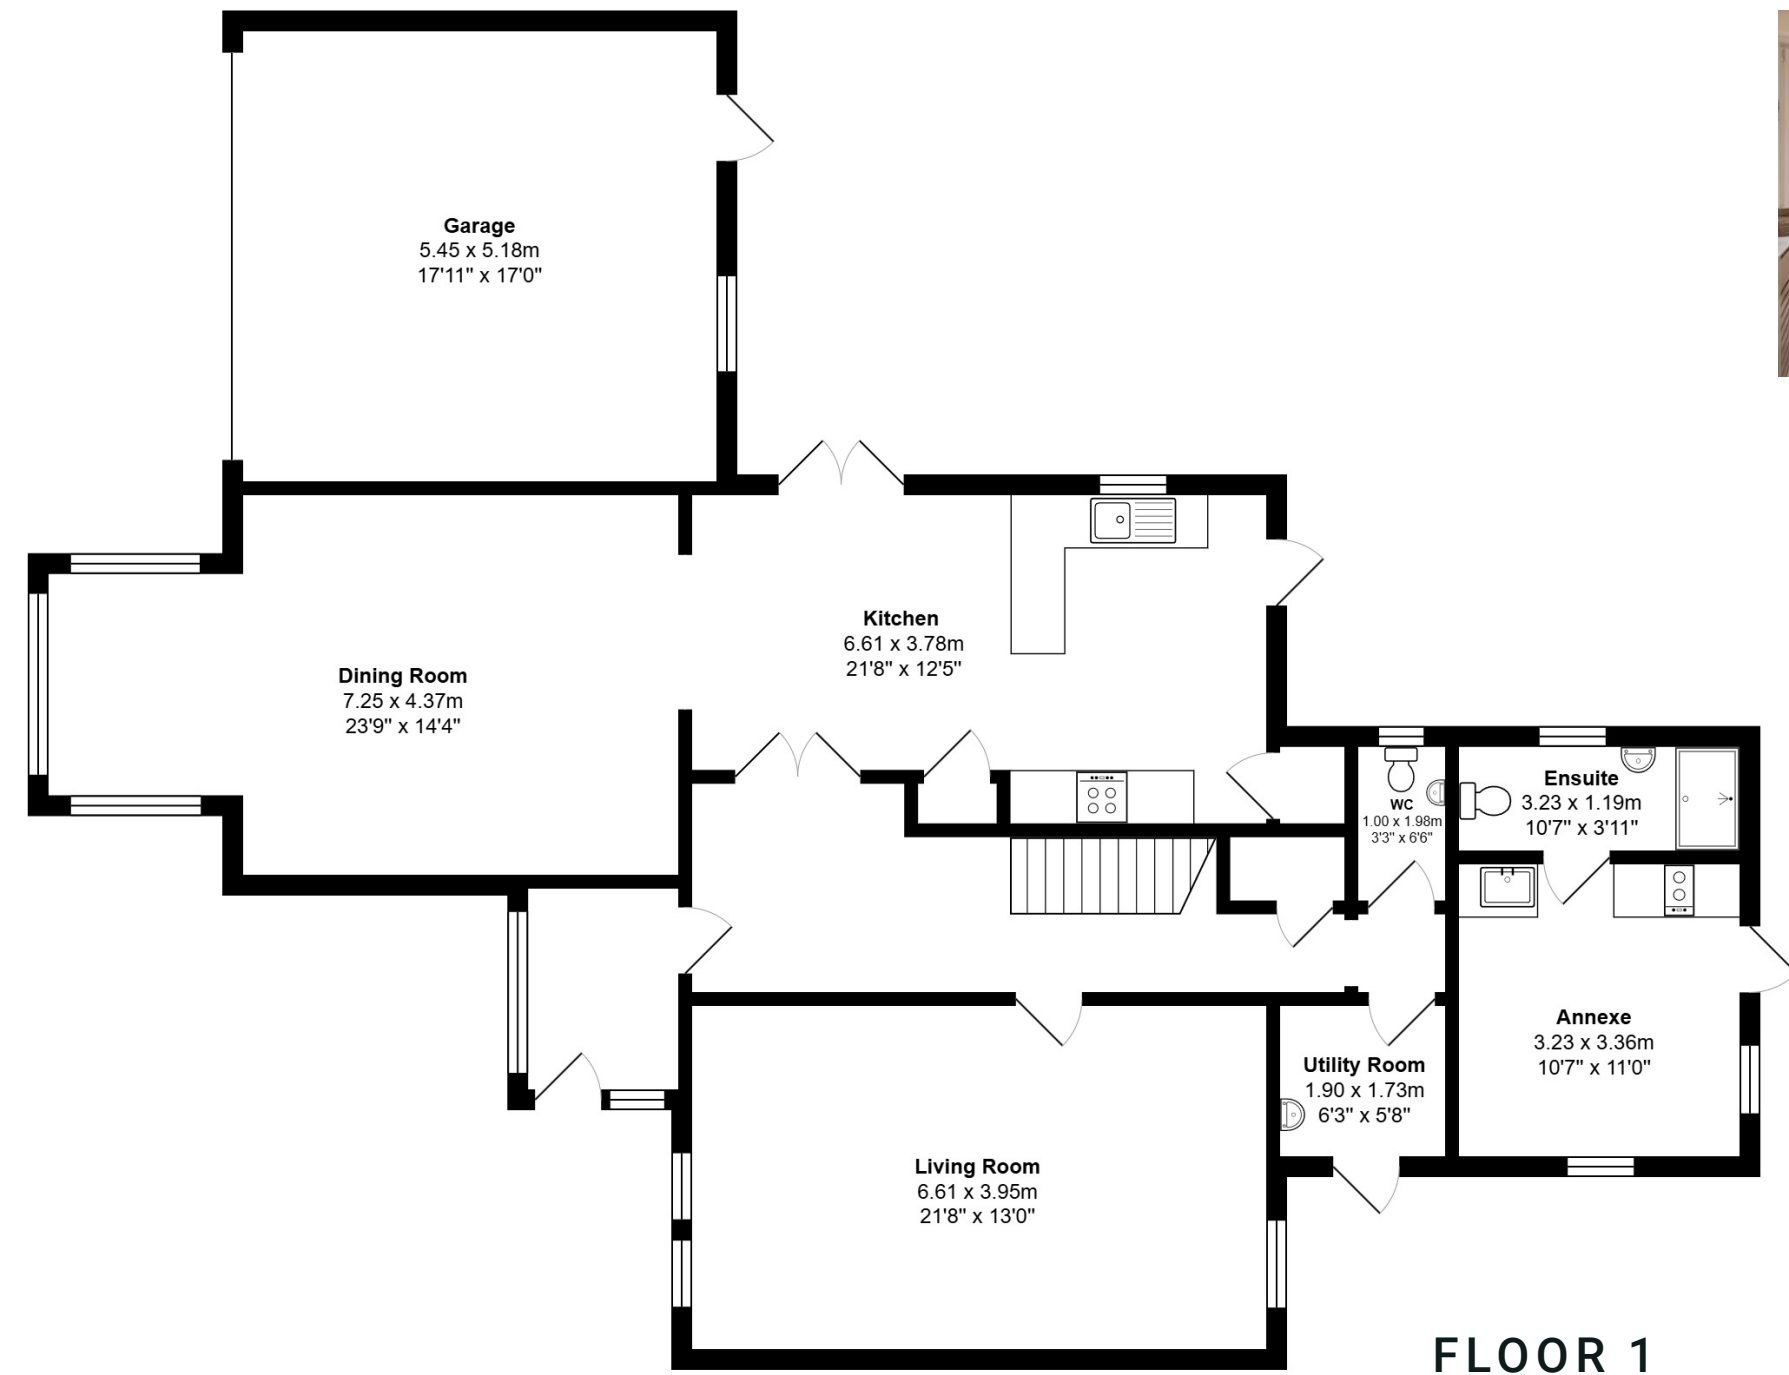 Garage
5.45 x 5.18m
17'11" x 17'0"
Kitchen
6.61 x 3.78m
21'8" x 12'5"
Dining Room
7.25 x 4.37m
23'9" x 14'4"
Ensuite
3.23 x 1.19m
10'7" x 3'11"
WC
1.00 x 1.98m
3'3" x 6'6"
Annexe
3.23 x 3.36m
10'7" x 11'0"
Utility Room
1.90 x 1.73m
6'3" x 5'8"
Living Room
6.61 x 3.95m
21'8" x 13'0"
FLOOR 1